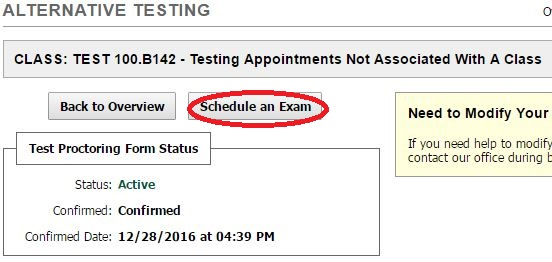 ALTERNATIVE TESTING
CLASS: TEST 100.B142 - Testing Appointments Not Associated With A Class
Back to Overview
Schedule an Exam
Need to Modify Your
If you need help to modify
contact our office during b
Test Proctoring Form Status
Status: Active
Confirmed: Confirmed
Confirmed Date: 12/28/2016 at 04:39 PM